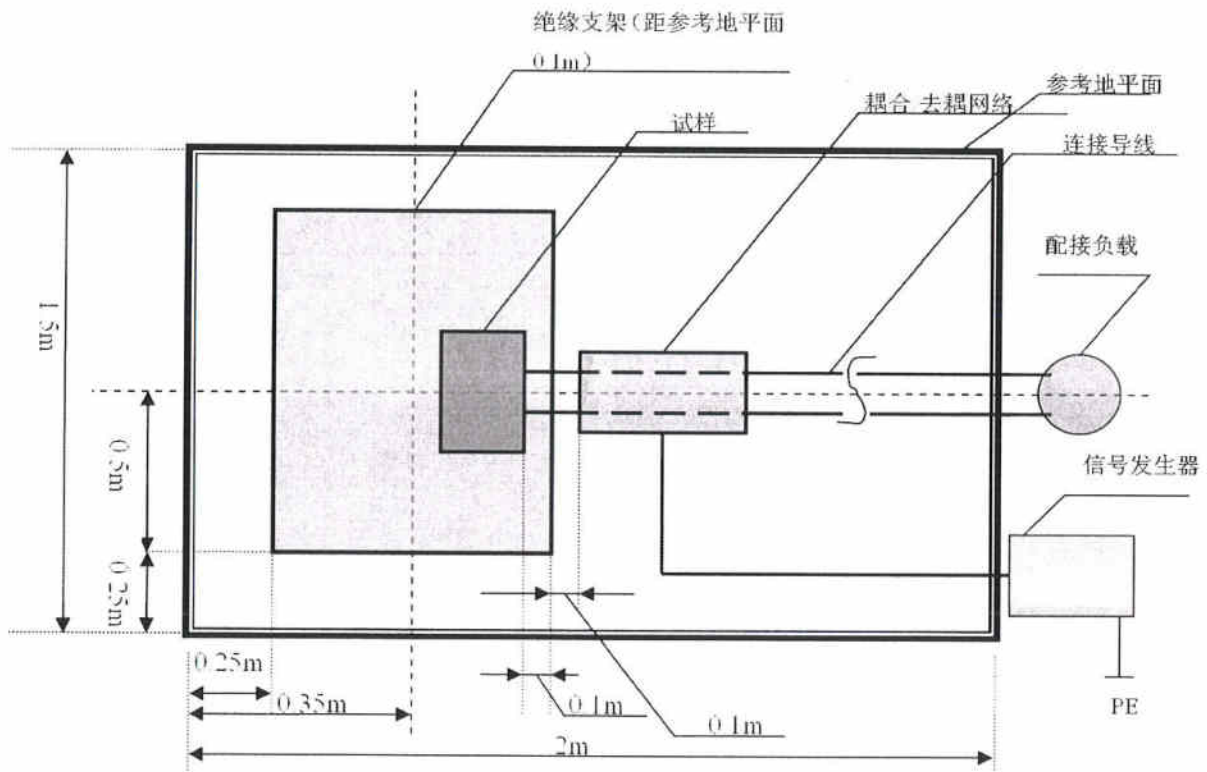 绝缘支架(距参考地平面
0.1m)
参考地平面
耦合 去耦网络
试样
连接导线
配接负载
1.5m
0.5m
信号发生器
0.25m
0.25m
0.35m
0.1m
0.1m
PE
2m